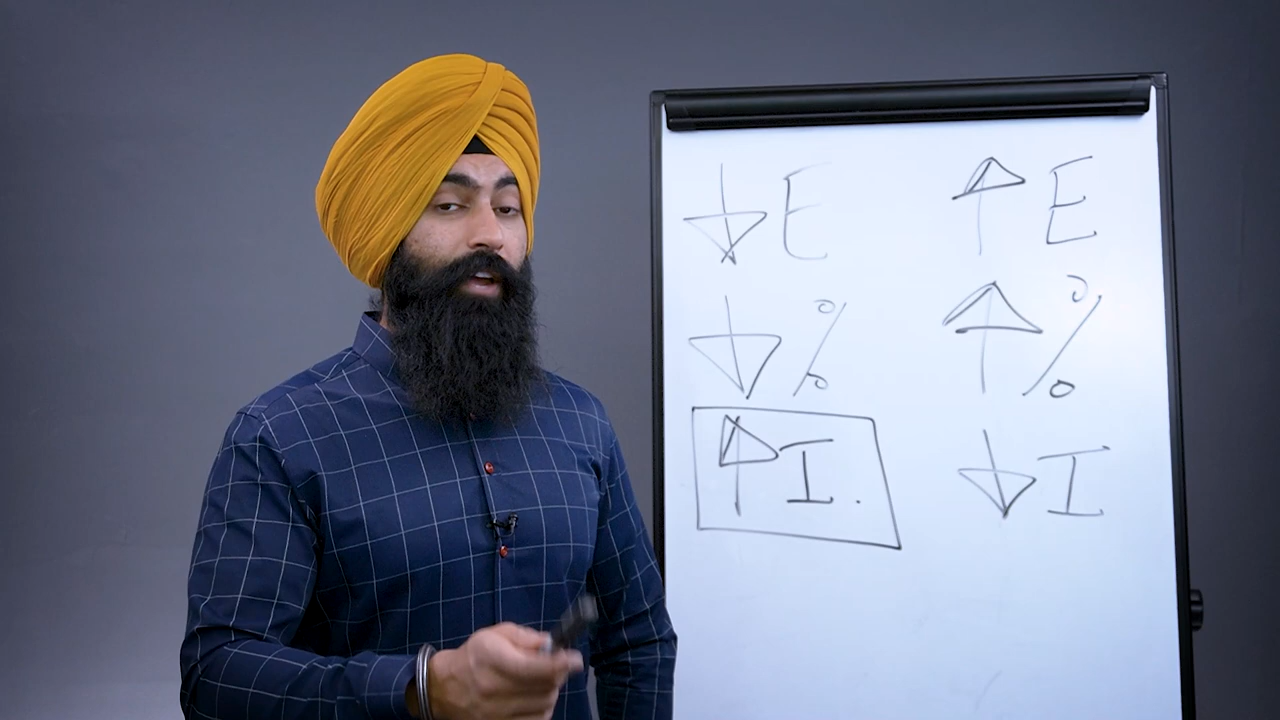 ↓ E ↑ E
↓ % ↑ %
↑ I. ↓ I